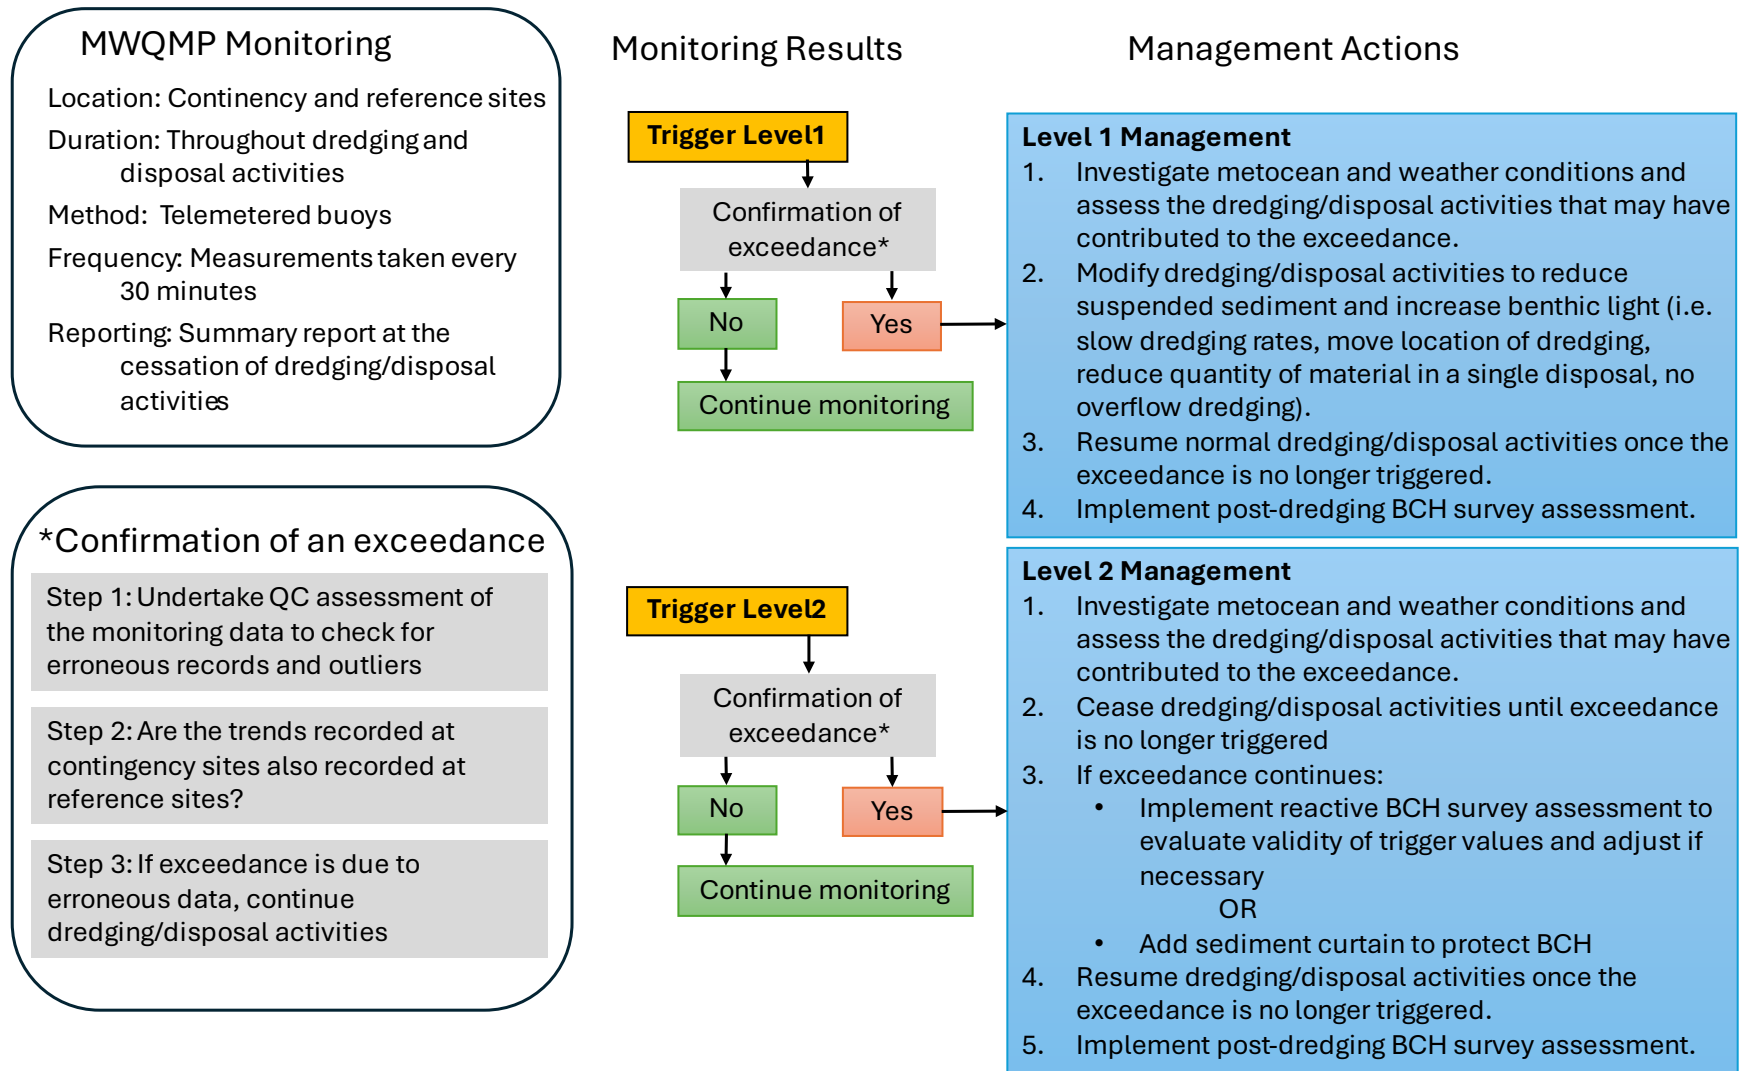 MWQMP Monitoring
Location: Continency and reference sites
Duration: Throughout dredging and
disposal activities
Method: Telemetered buoys
Frequency: Measurements taken every
30 minutes
Reporting: Summary report at the
cessation of dredging/disposal
activities
*Confirmation of an exceedance
Step 1: Undertake QC assessment of
the monitoring data to check for
erroneous records and outliers
Step 2: Are the trends recorded at
contingency sites also recorded at
reference sites?
Step 3: If exceedance is due to
erroneous data, continue
dredging/disposal activities
Monitoring Results
Trigger Level1
Confirmation of
exceedance*
No
Yes
Continue monitoring
Trigger Level2
Confirmation of
exceedance*
No
Yes
Continue monitoring
Management Actions
Level 1 Management
1. Investigate metocean and weather conditions and
assess the dredging/disposal activities that may have
contributed to the exceedance.
2. Modify dredging/disposal activities to reduce
suspended sediment and increase benthic light (i.e.
slow dredging rates, move location of dredging,
reduce quantity of material in a single disposal, no
overflow dredging).
3. Resume normal dredging/disposal activities once the
exceedance is no longer triggered.
4. Implement post-dredging BCH survey assessment.
Level 2 Management
1. Investigate metocean and weather conditions and
assess the dredging/disposal activities that may have
contributed to the exceedance.
2. Cease dredging/disposal activities until exceedance
is no longer triggered
3. If exceedance continues:
• Implement reactive BCH survey assessment to
evaluate validity of trigger values and adjust if
necessary
OR
• Add sediment curtain to protect BCH
4. Resume dredging/disposal activities once the
exceedance is no longer triggered.
5. Implement post-dredging BCH survey assessment.